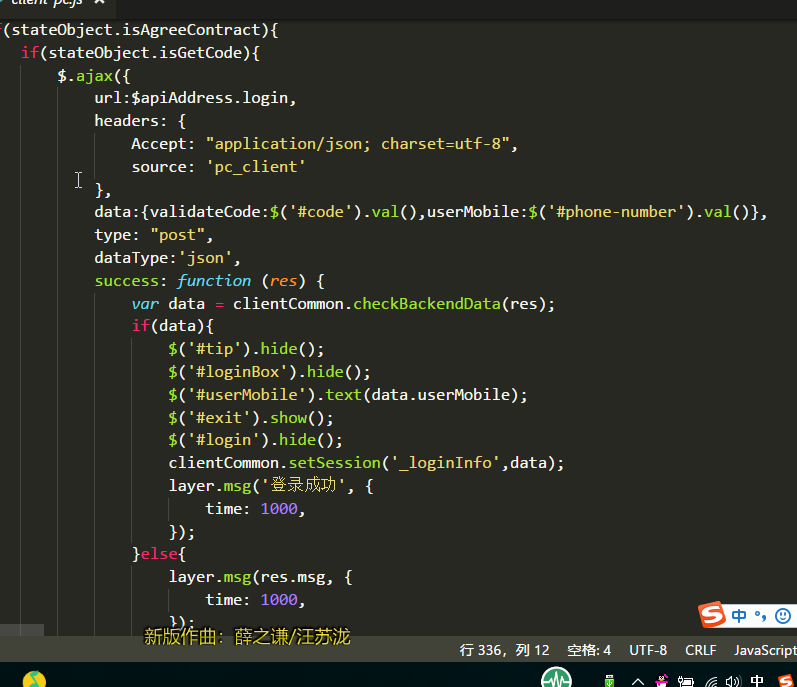 client-pc.js
(stateObject.isAgreeContract){
if(stateObject.isGetCode){
$.ajax({
url:$apiAddress.login,
headers: {
Accept: "application/json; charset=utf-8",
source: 'pc_client'
},
data:{validateCode:$('#code').val(),userMobile:$('#phone-number').val()},
type: "post",
dataType:'json',
success: function (res) {
var data = clientCommon.checkBackendData(res);
if(data){
$('#tip').hide();
$('#loginBox').hide();
$('#userMobile').text(data.userMobile);
$('#exit').show();
$('#login').hide();
clientCommon.setSession('_loginInfo',data);
layer.msg('登录成功', {
time: 1000,
});
}else{
layer.msg(res.msg, {
time: 1000,
});
S 中 °,
新版作曲：薛之谦/汪苏泷
行 336，列 12 空格: 4 UTF-8 CRLF JavaScript
中 S